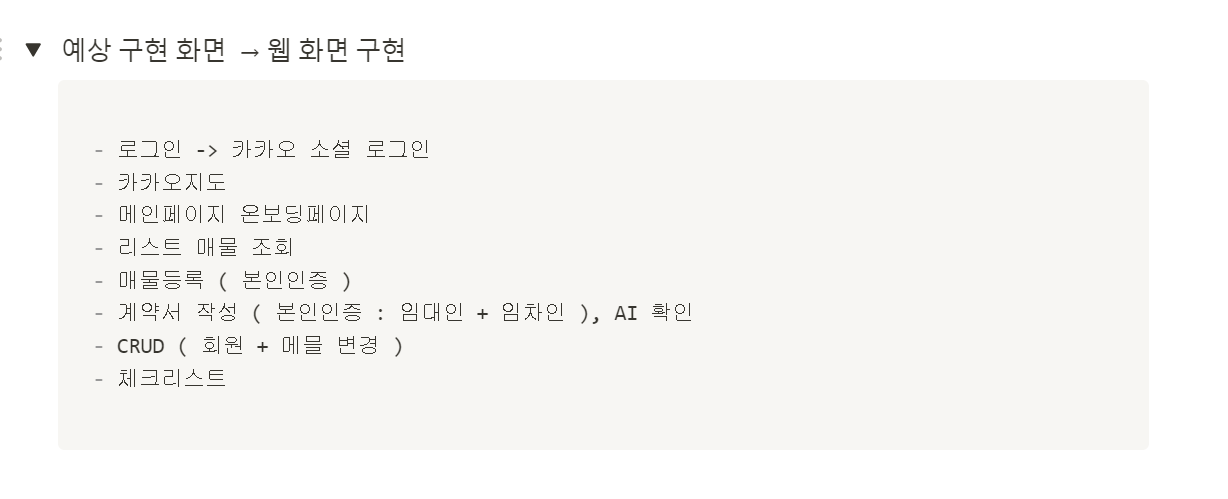 ▼ 예상 구현 화면 → 웹 화면 구현
- 로그인 -> 카카오 소셜 로그인
- 카카오지도
- 메인페이지 온보딩페이지
- 리스트 매물 조회
- 매물등록 ( 본인인증 )
- 계약서 작성 ( 본인인증 : 임대인 + 임차인 ), AI 확인
- CRUD ( 회원 + 메믈 변경 )
- 체크리스트